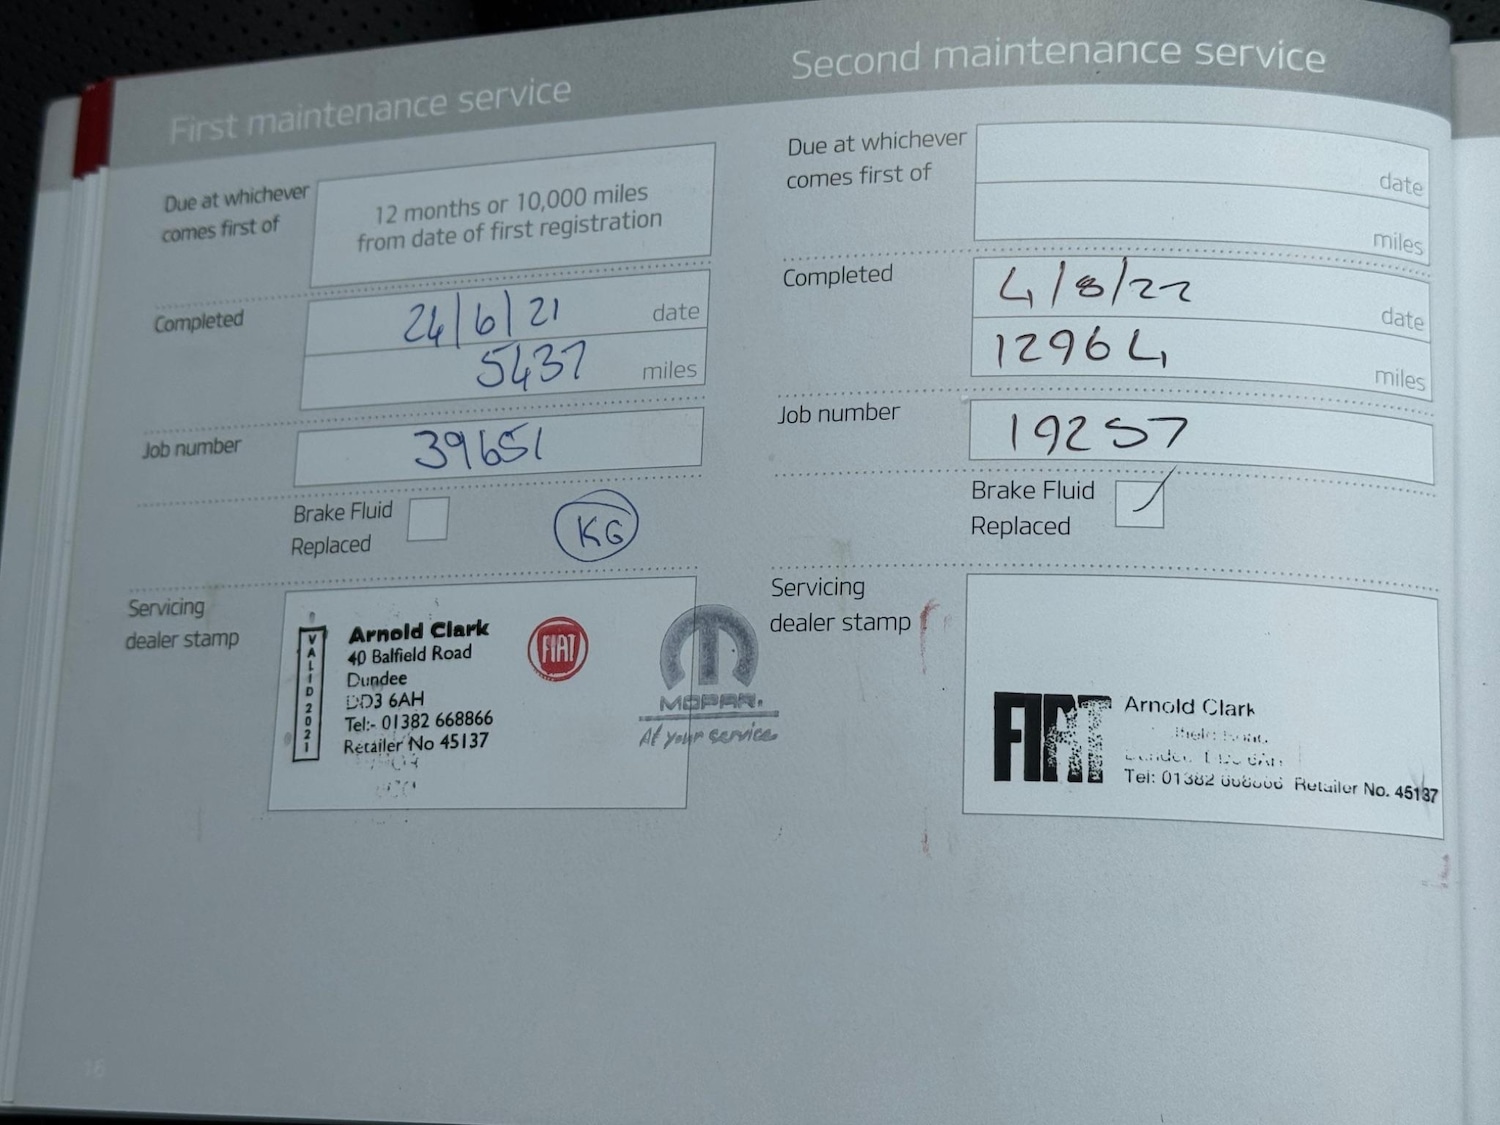 First maintenance service
Due at whichever
comes first of
12 months or 10,000 miles
from date of first registration
Completed
24/6/21 date
5437 miles
Job number
39651
Brake Fluid
Replaced
KG
Servicing
dealer stamp
VALID 2021
Arnold Clark
40 Balfield Road
Dundee
DD3 6AH
Tel:- 01382 668866
Retailer No 45137
FIAT
MOPAR.
At your service.
Second maintenance service
Due at whichever
comes first of
date
miles
Completed
4/8/22 date
12964 miles
Job number
19257
Brake Fluid
Replaced
Servicing
dealer stamp
FIAT
Arnold Clark
Tel: 01382 Retailer No. 45137
16